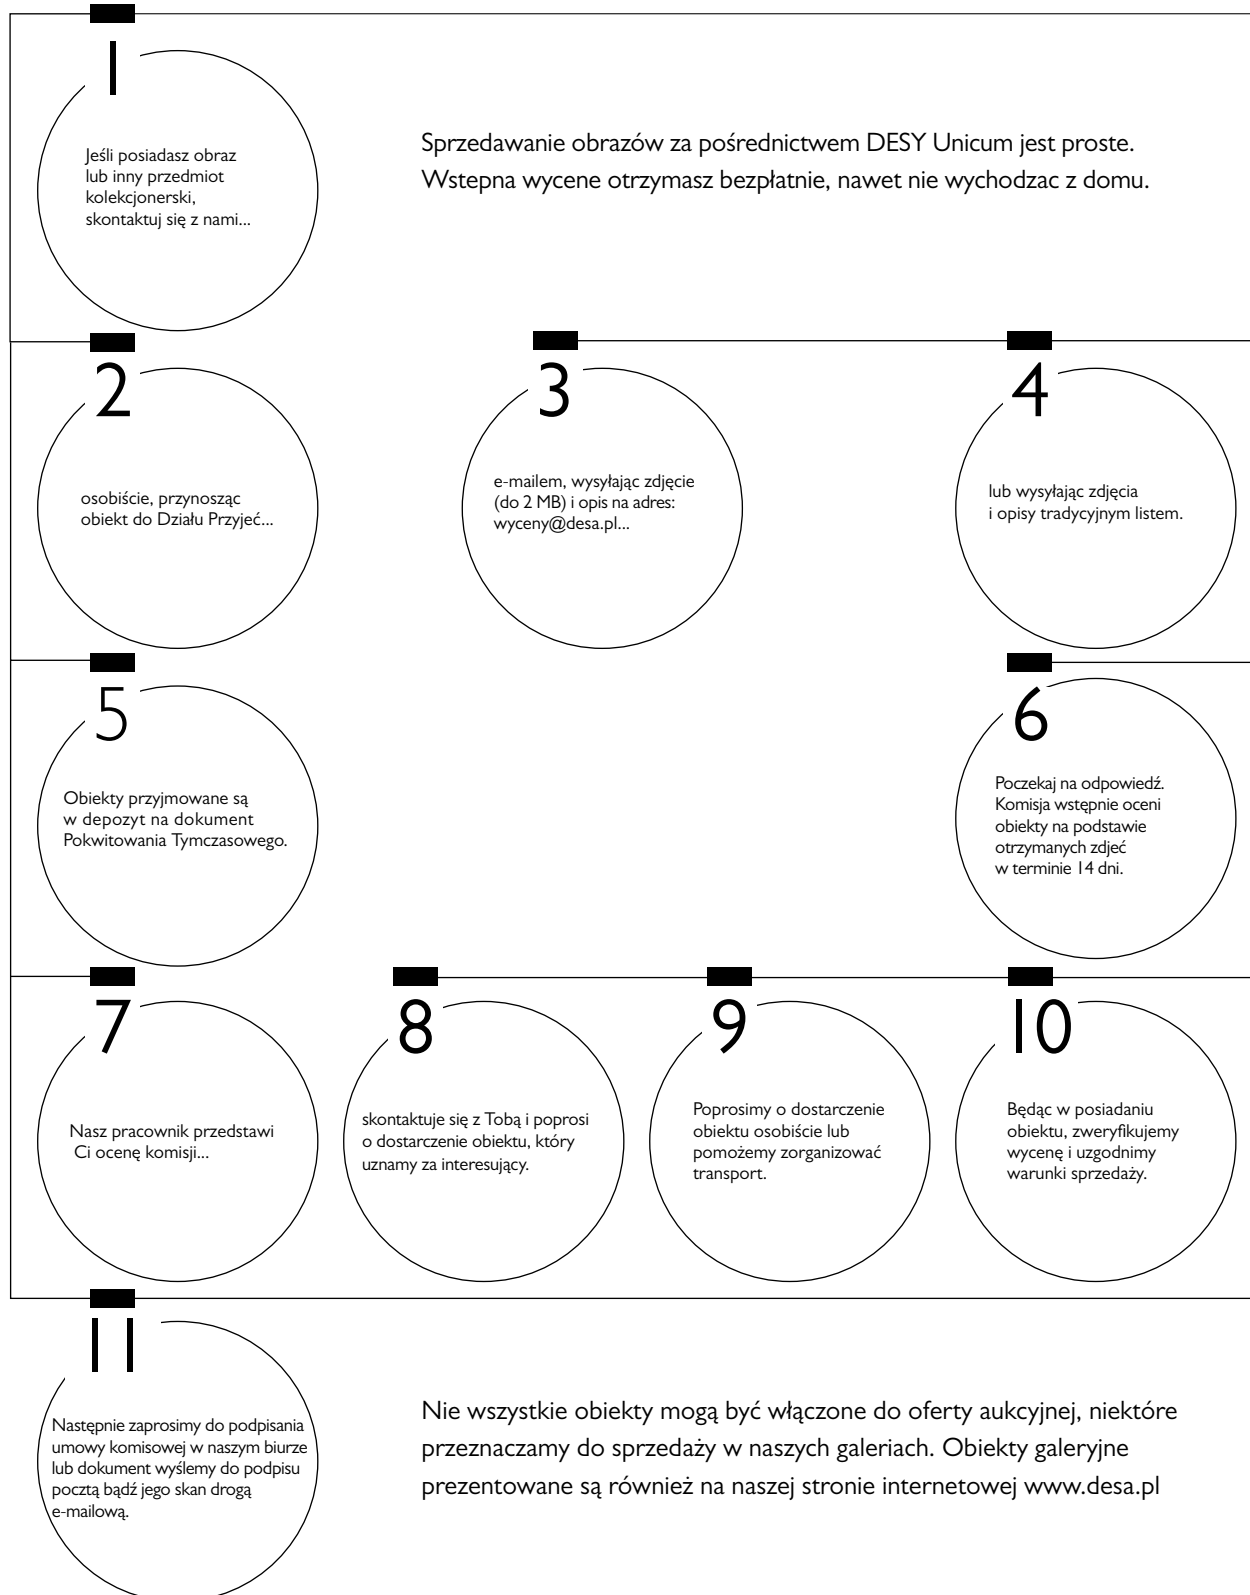 1
Jeśli posiadasz obraz
lub inny przedmiot
kolekcjonerski,
skontaktuj się z nami...
Sprzedawanie obrazów za pośrednictwem DESY Unicum jest proste.
Wstepna wycene otrzymasz bezpłatnie, nawet nie wychodzac z domu.
2
osobiście, przynosząc
obiekt do Działu Przyjeć...
3
e-mailem, wysyłając zdjęcie
(do 2 MB) i opis na adres:
wyceny@desa.pl...
4
lub wysyłając zdjęcia
i opisy tradycyjnym listem.
5
Obiekty przyjmowane są
w depozyt na dokument
Pokwitowania Tymczasowego.
6
Poczekaj na odpowiedź.
Komisja wstępnie oceni
obiekty na podstawie
otrzymanych zdjeć
w terminie 14 dni.
7
Nasz pracownik przedstawi
Ci ocenę komisji...
8
skontaktuje się z Tobą i poprosi
o dostarczenie obiektu, który
uznamy za interesujący.
9
Poprosimy o dostarczenie
obiektu osobiście lub
pomożemy zorganizować
transport.
10
Będąc w posiadaniu
obiektu, zweryfikujemy
wycenę i uzgodnimy
warunki sprzedaży.
11
Następnie zaprosimy do podpisania
umowy komisowej w naszym biurze
lub dokument wyślemy do podpisu
pocztą bądź jego skan drogą
e-mailową.
Nie wszystkie obiekty mogą być włączone do oferty aukcyjnej, niektóre
przeznaczamy do sprzedaży w naszych galeriach. Obiekty galeryjne
prezentowane są również na naszej stronie internetowej www.desa.pl